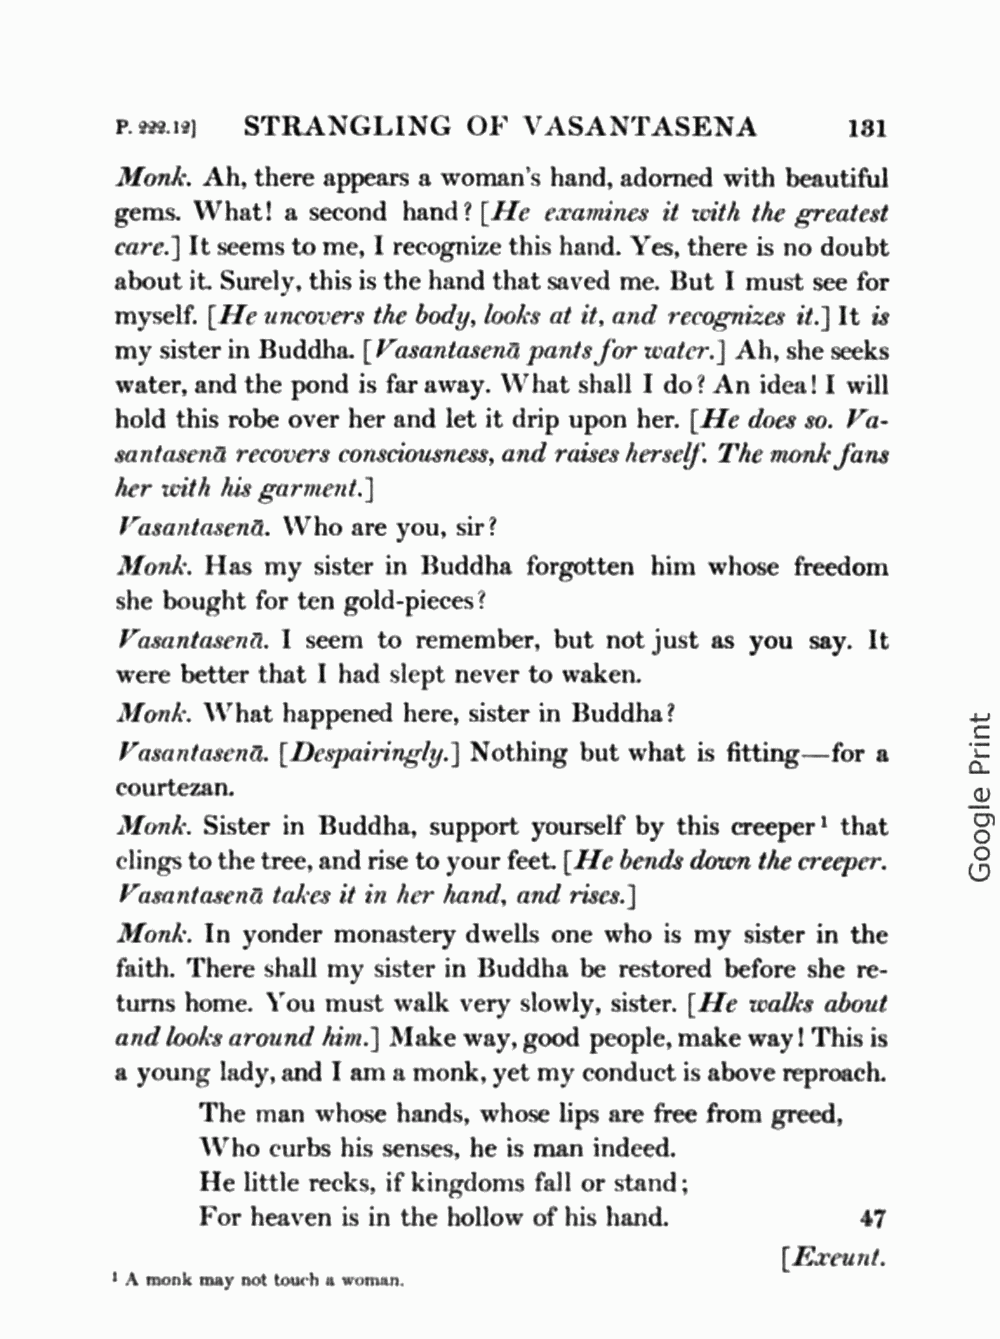 P. 222.12] STRANGLING OF VASANTASENA 131
Monk. Ah, there appears a woman's hand, adorned with beautiful
gems. What! a second hand? [He examines it with the greatest
care.] It seems to me, I recognize this hand. Yes, there is no doubt
about it. Surely, this is the hand that saved me. But I must see for
myself. [He uncovers the body, looks at it, and recognizes it.] It is
my sister in Buddha. [Vasantasenā pants for water.] Ah, she seeks
water, and the pond is far away. What shall I do? An idea! I will
hold this robe over her and let it drip upon her. [He does so. Va-
santasenā recovers consciousness, and raises herself. The monk fans
her with his garment.]
Vasantasenā. Who are you, sir?
Monk. Has my sister in Buddha forgotten him whose freedom
she bought for ten gold-pieces?
Vasantasenā. I seem to remember, but not just as you say. It
were better that I had slept never to waken.
Monk. What happened here, sister in Buddha?
Vasantasenā. [Despairingly.] Nothing but what is fitting—for a
courtezan.
Monk. Sister in Buddha, support yourself by this creeper¹ that
clings to the tree, and rise to your feet. [He bends down the creeper.
Vasantasenā takes it in her hand, and rises.]
Monk. In yonder monastery dwells one who is my sister in the
faith. There shall my sister in Buddha be restored before she re-
turns home. You must walk very slowly, sister. [He walks about
and looks around him.] Make way, good people, make way! This is
a young lady, and I am a monk, yet my conduct is above reproach.
The man whose hands, whose lips are free from greed,
Who curbs his senses, he is man indeed.
He little recks, if kingdoms fall or stand;
For heaven is in the hollow of his hand. 47
[Exeunt.
¹ A monk may not touch a woman.
Google Print